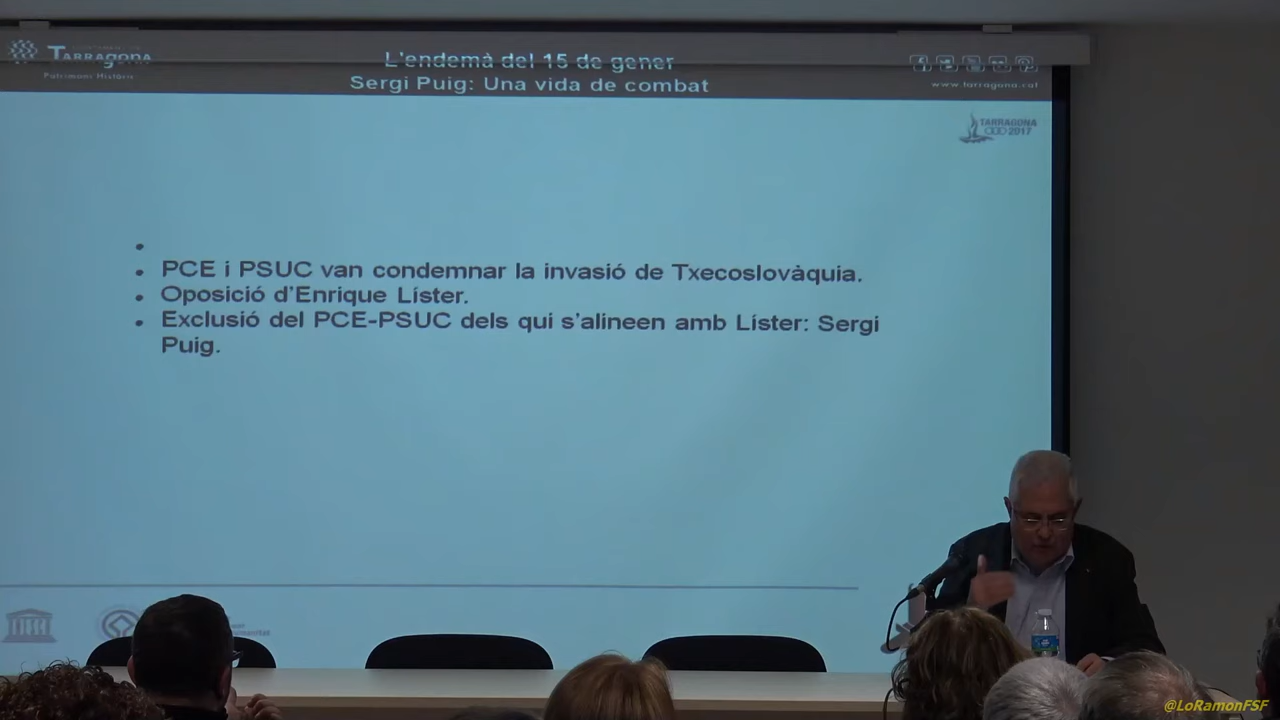 TARRAGONA
Patrimoni Històric
L'endemà del 15 de gener
Sergi Puig: Una vida de combat
www.tarragona.cat
TARRAGONA
2017
• PCE i PSUC van condemnar la invasió de Txecoslovàquia.
• Oposició d'Enrique Líster.
• Exclusió del PCE-PSUC dels qui s'alineen amb Líster: Sergi
Puig.
@LoRamonFSF